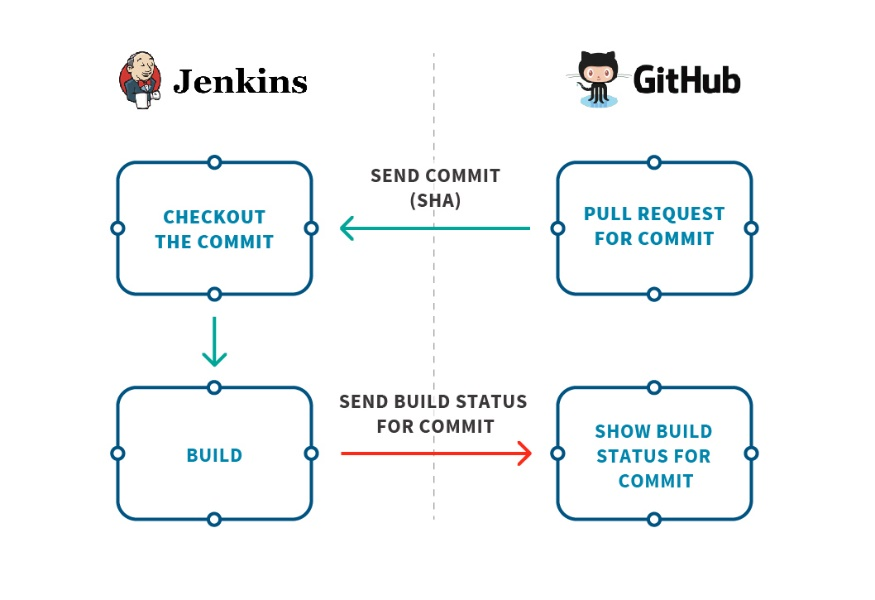 Jenkins
GitHub
SEND COMMIT
(SHA)
CHECKOUT
THE COMMIT
PULL REQUEST
FOR COMMIT
SEND BUILD STATUS
FOR COMMIT
BUILD
SHOW BUILD
STATUS FOR
COMMIT